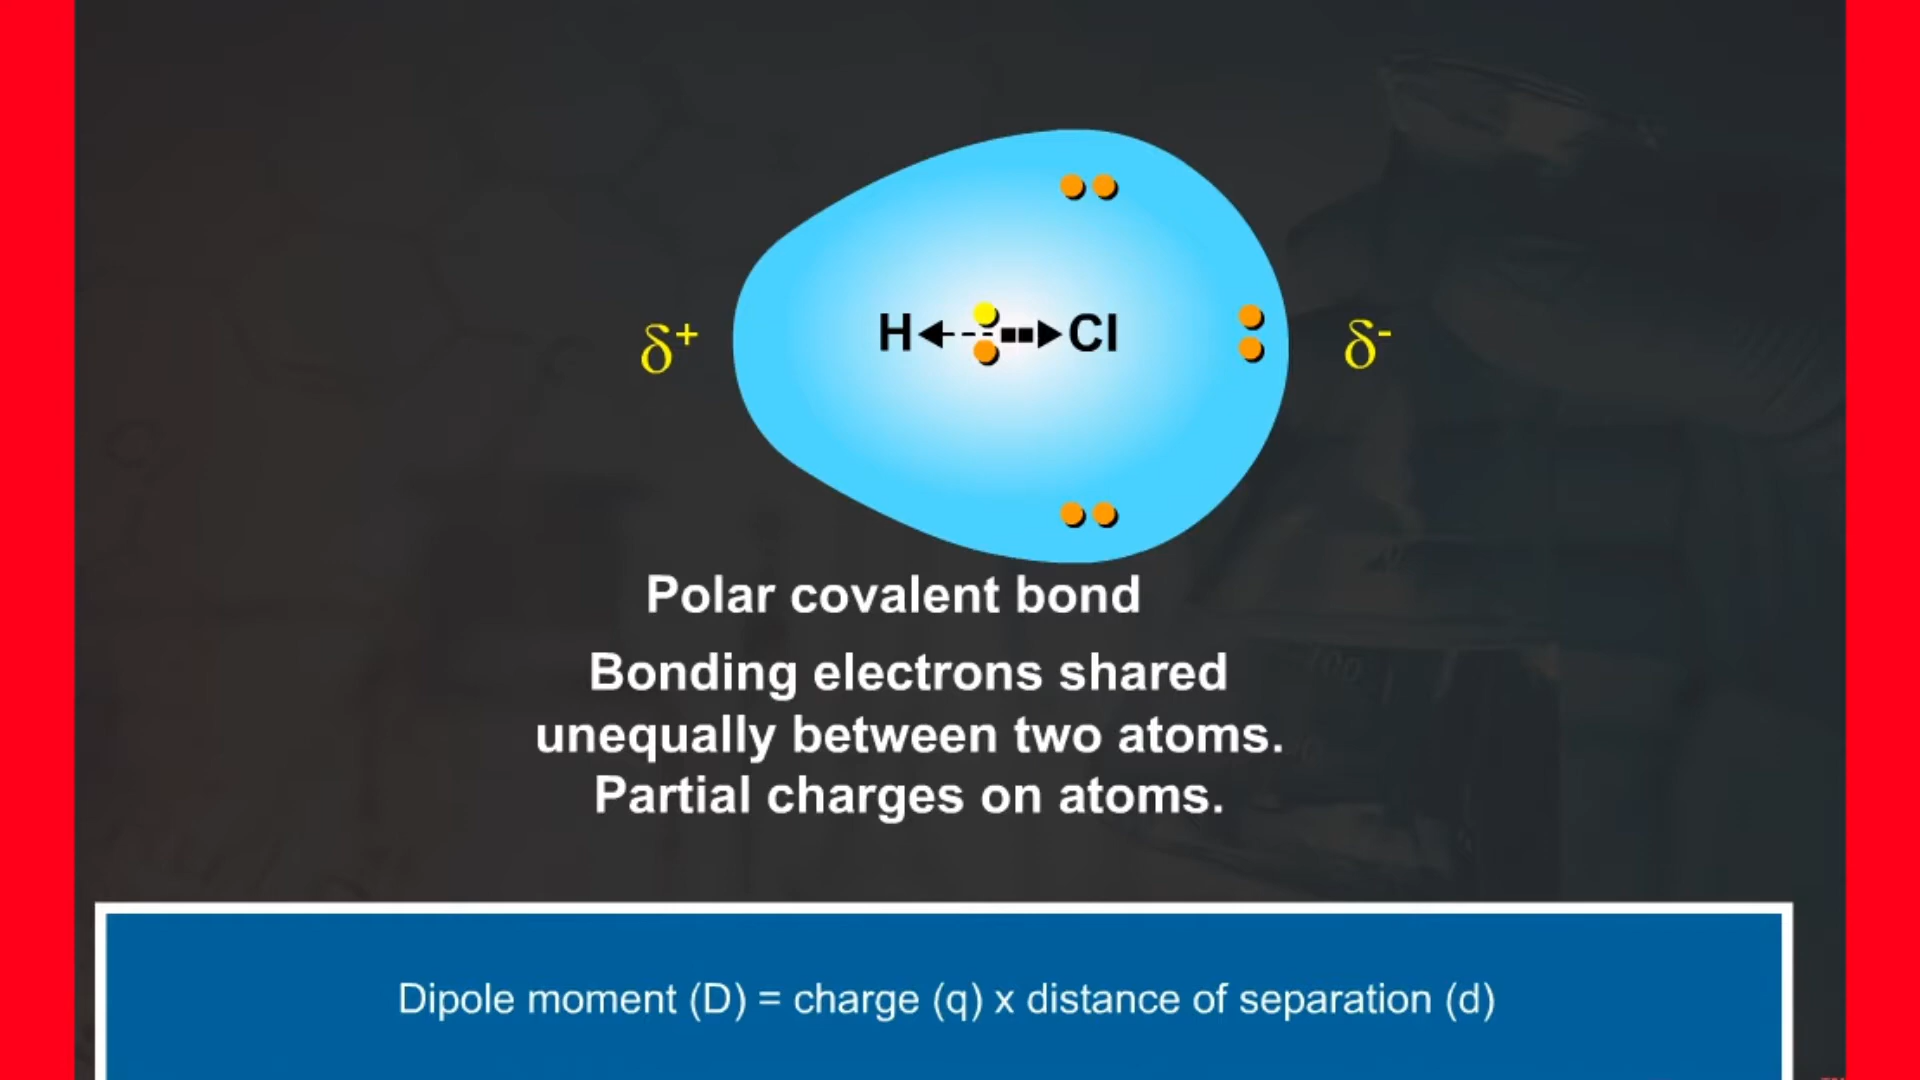 δ+ H Cl δ-
Polar covalent bond
Bonding electrons shared
unequally between two atoms.
Partial charges on atoms.
Dipole moment (D) = charge (q) x distance of separation (d)